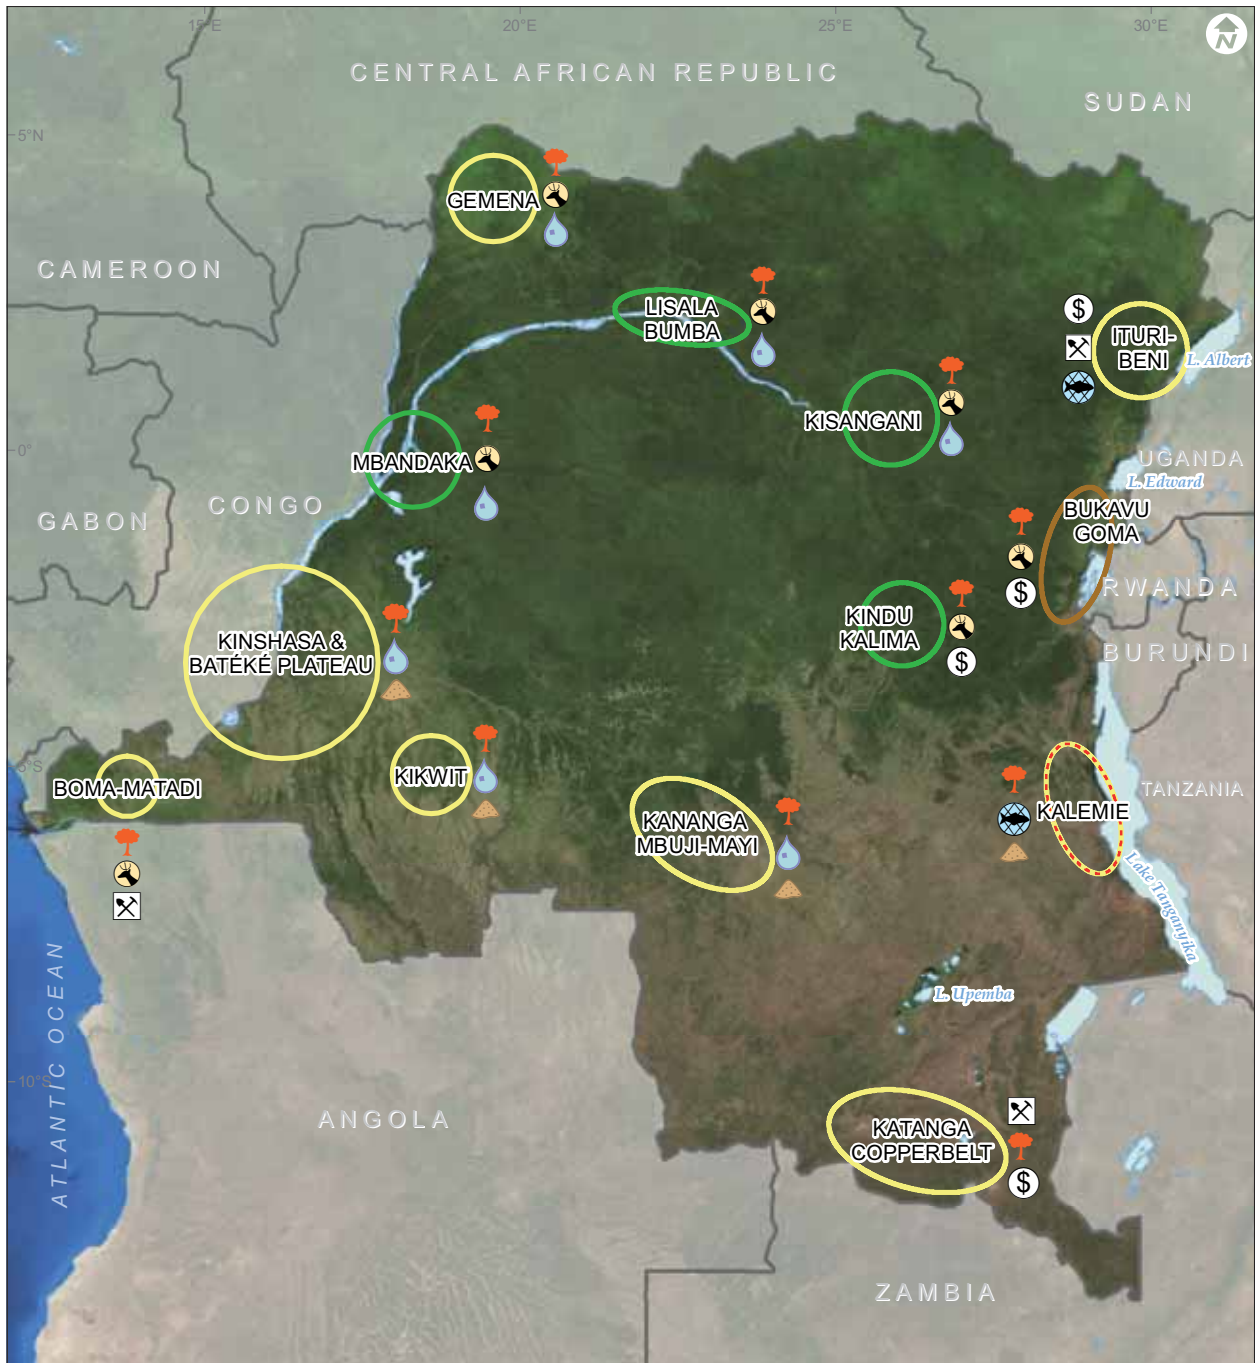 15°E
20°E
25°E
30°E
N
CENTRAL AFRICAN REPUBLIC
SUDAN
5°N
GEMENA
CAMEROON
LISALA
BUMBA
$
ITURI-
BENI
L. Albert
KISANGANI
0°
MBANDAKA
UGANDA
L. Edward
CONGO
GABON
BUKAVU
GOMA
$
RWANDA
KINDU
KALIMA
$
BURUNDI
KINSHASA &
BATÉKÉ PLATEAU
5°S
BOMA-MATADI
KIKWIT
KANANGA
MBUJI-MAYI
KALEMIE
TANZANIA
Lake Tanganyika
ATLANTIC OCEAN
L. Upemba
10°S
ANGOLA
KATANGA
COPPERBELT
$
ZAMBIA